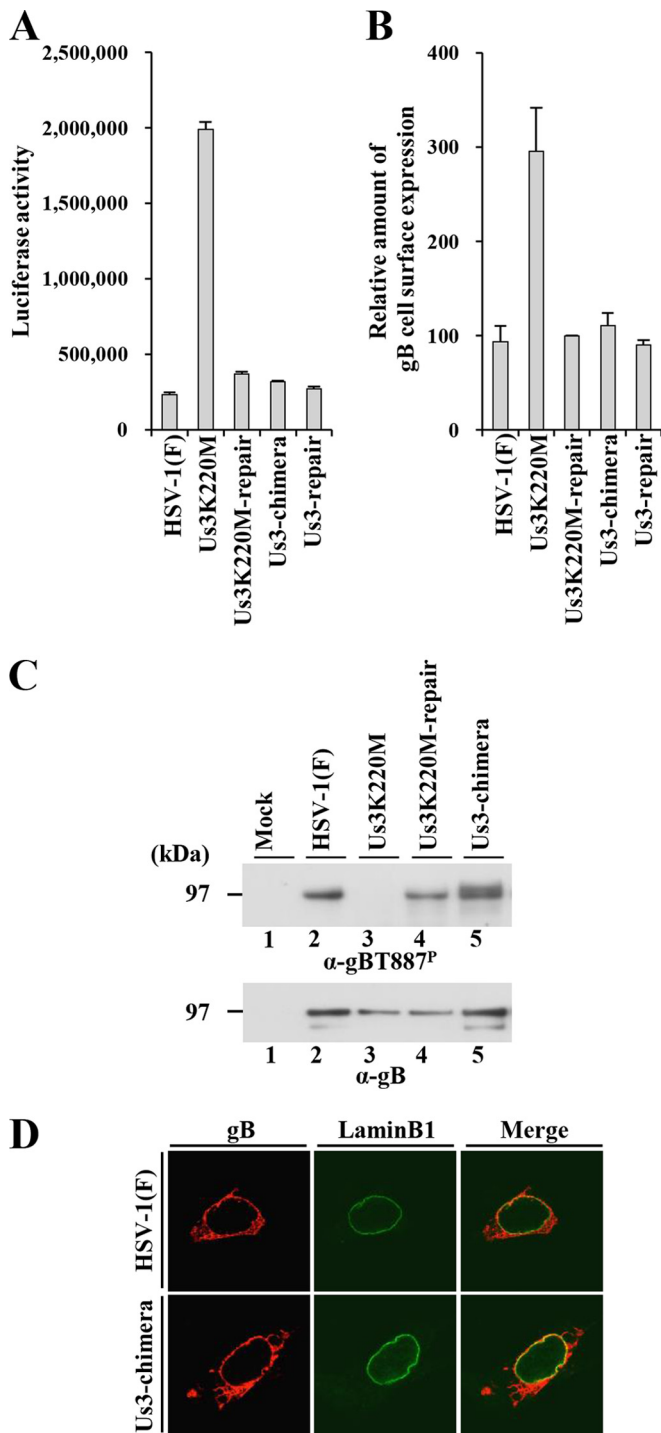 A
2,500,000
2,000,000
1,500,000
1,000,000
500,000
0
Luciferase activity
HSV-1(F)
Us3K220M
Us3K220M-repair
Us3-chimera
Us3-repair
B
400
300
200
100
0
Relative amount of
gB cell surface expression
HSV-1(F)
Us3K220M
Us3K220M-repair
Us3-chimera
Us3-repair
C
Mock
HSV-1(F)
Us3K220M
Us3K220M-repair
Us3-chimera
(kDa)
97
1 2 3 4 5
α-gBT887ᴾ
97
1 2 3 4 5
α-gB
D
gB LaminB1 Merge
HSV-1(F)
Us3-chimera